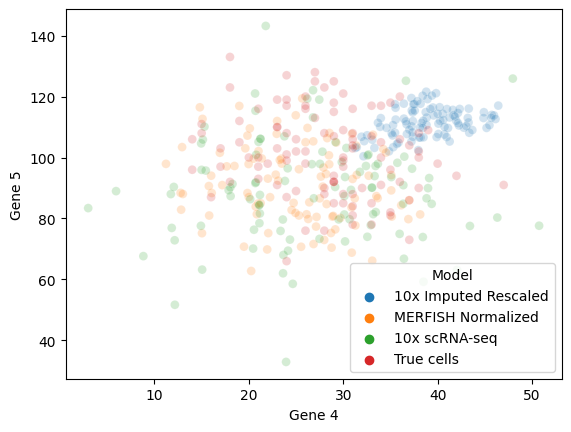 140
120
100
80
60
40
Gene 5
10
20
30
40
50
Gene 4
Model
10x Imputed Rescaled
MERFISH Normalized
10x scRNA-seq
True cells